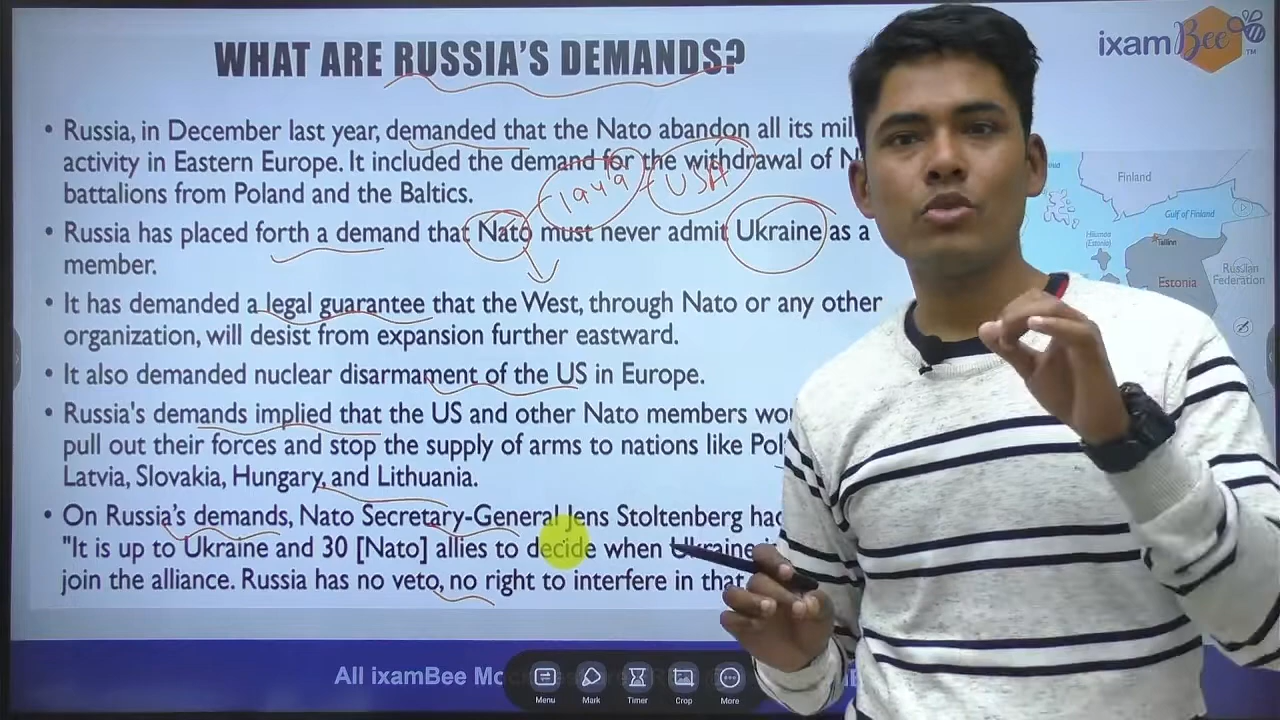 ixamBee
TM
WHAT ARE RUSSIA'S DEMANDS?
• Russia, in December last year, demanded that the Nato abandon all its mil
activity in Eastern Europe. It included the demand for the withdrawal of N
battalions from Poland and the Baltics.
USA
• Russia has placed forth a demand that Nato must never admit Ukraine as a
member.
• It has demanded a legal guarantee that the West, through Nato or any other
organization, will desist from expansion further eastward.
• It also demanded nuclear disarmament of the US in Europe.
• Russia's demands implied that the US and other Nato members wo
pull out their forces and stop the supply of arms to nations like Pol
Latvia, Slovakia, Hungary, and Lithuania.
• On Russia's demands, Nato Secretary-General Jens Stoltenberg had
"It is up to Ukraine and 30 [Nato] allies to decide when Ukraine
join the alliance. Russia has no veto, no right to interfere in that
Finland
Gulf of Finland
Hiiumaa
(Estonia)
Tallinn
Estonia
Russian
Federation
All ixamBee Moc
Menu
Mark
Timer
Crop
More